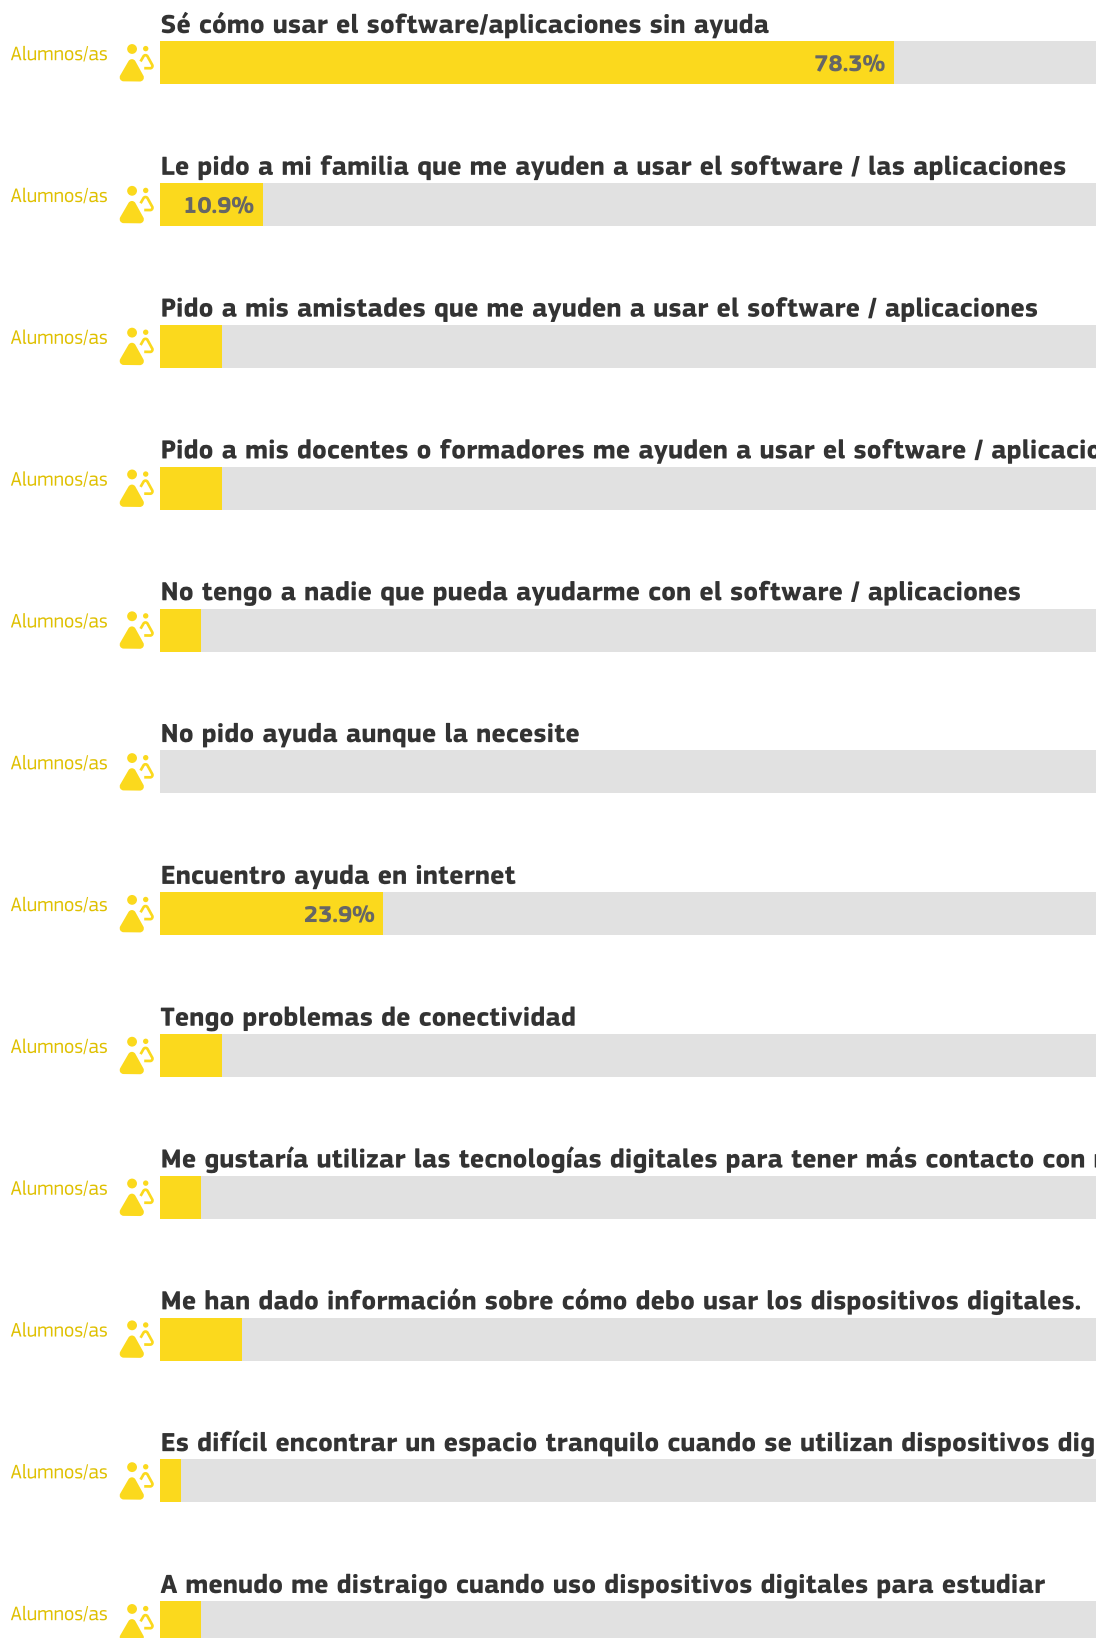 Sé cómo usar el software/aplicaciones sin ayuda
Alumnos/as
78.3%
Le pido a mi familia que me ayuden a usar el software / las aplicaciones
Alumnos/as
10.9%
Pido a mis amistades que me ayuden a usar el software / aplicaciones
Alumnos/as
Pido a mis docentes o formadores me ayuden a usar el software /
Alumnos/as
No tengo a nadie que pueda ayudarme con el software / aplicaciones
Alumnos/as
No pido ayuda aunque la necesite
Alumnos/as
Encuentro ayuda en internet
Alumnos/as
23.9%
Tengo problemas de conectividad
Alumnos/as
Me gustaría utilizar las tecnologías digitales para tener más contacto con
Alumnos/as
Me han dado información sobre cómo debo usar los dispositivos digitales.
Alumnos/as
Es difícil encontrar un espacio tranquilo cuando se utilizan dispositivos
Alumnos/as
A menudo me distraigo cuando uso dispositivos digitales para estudiar
Alumnos/as